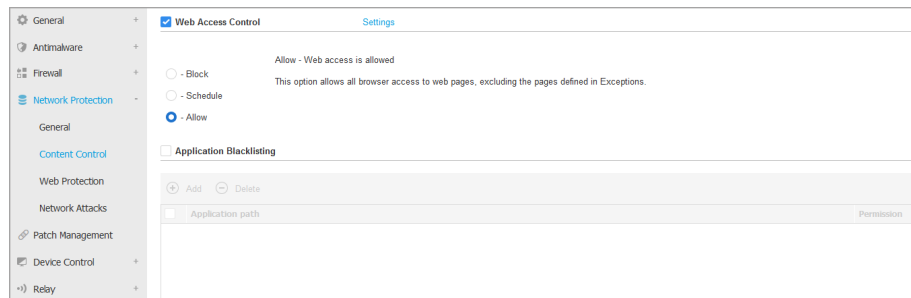 General +
Antimalware +
Firewall +
Network Protection -
General
Content Control
Web Protection
Network Attacks
Patch Management
Device Control +
Relay +
Web Access Control Settings
Allow - Web access is allowed
This option allows all browser access to web pages, excluding the pages defined in Exceptions.
- Block
- Schedule
- Allow
Application Blacklisting
Add Delete
Application path Permission